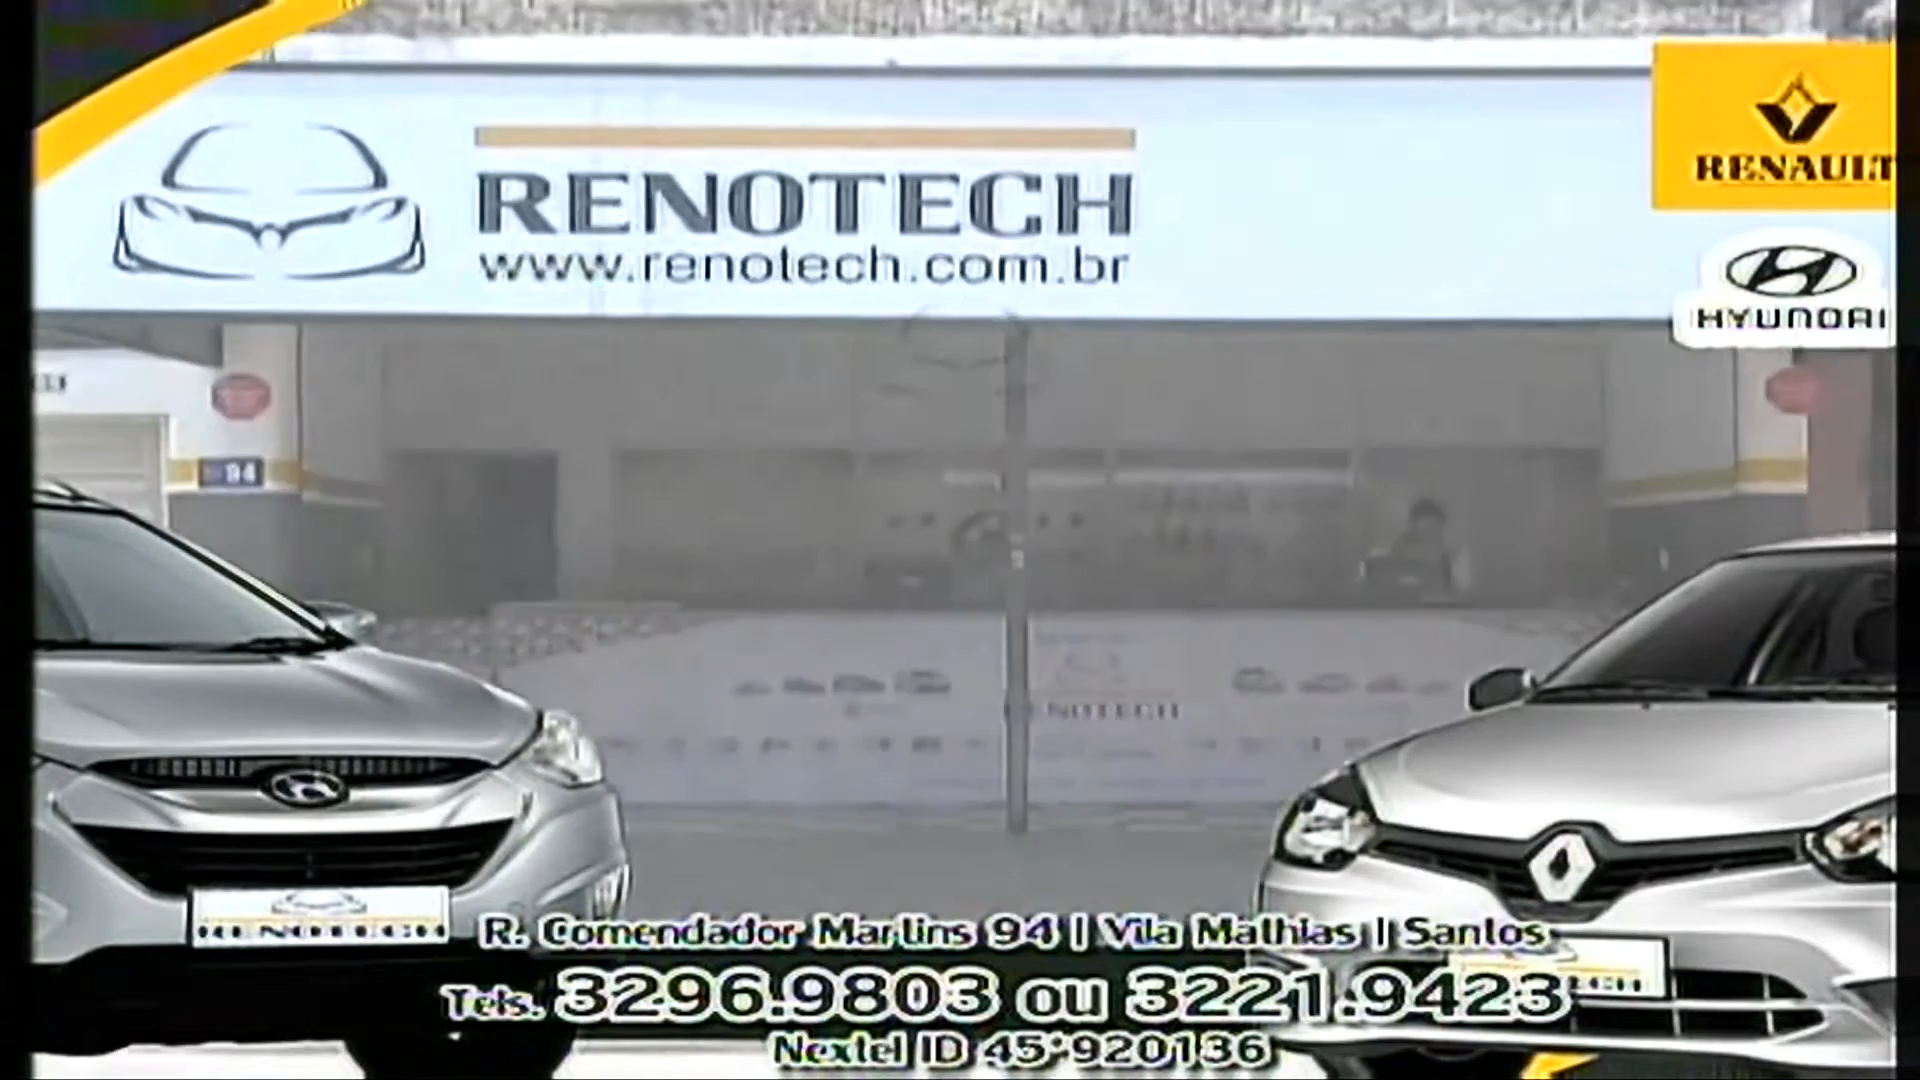 RENOTECH
www.renotech.com.br
RENAULT
HYUNDAI
94
RENOTECH
RENOTECH
R. Comendador Martins 94 | Vila Mathias | Santos
Tels. 3296.9803 ou 3221.9423
Nextel ID 45*920136